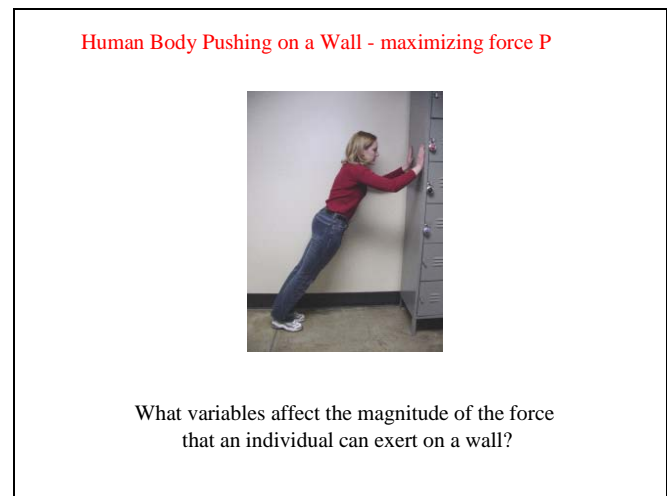 Human Body Pushing on a Wall - maximizing force P
What variables affect the magnitude of the force
that an individual can exert on a wall?